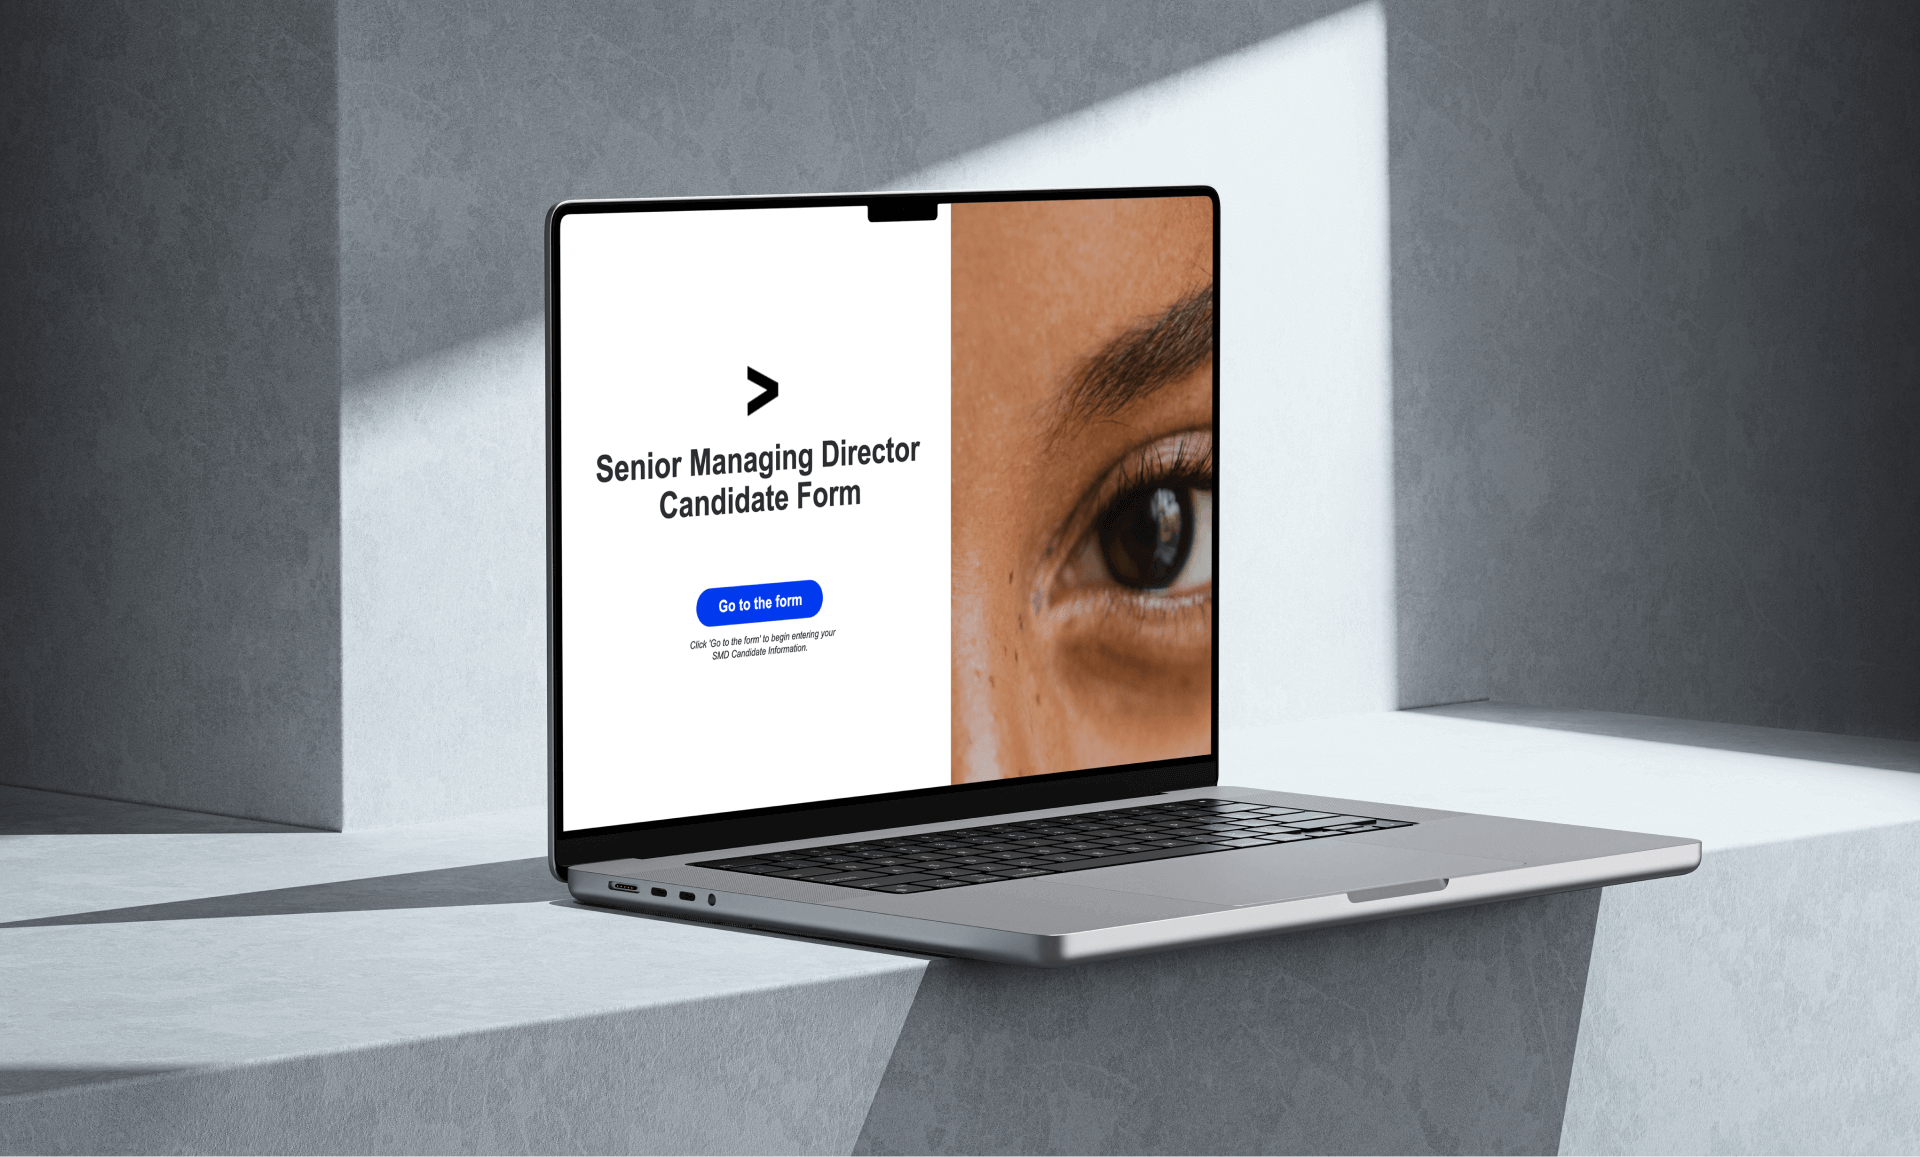 >
Senior Managing Director
Candidate Form
Go to the form
Click 'Go to the form' to begin entering your
SMD Candidate Information.